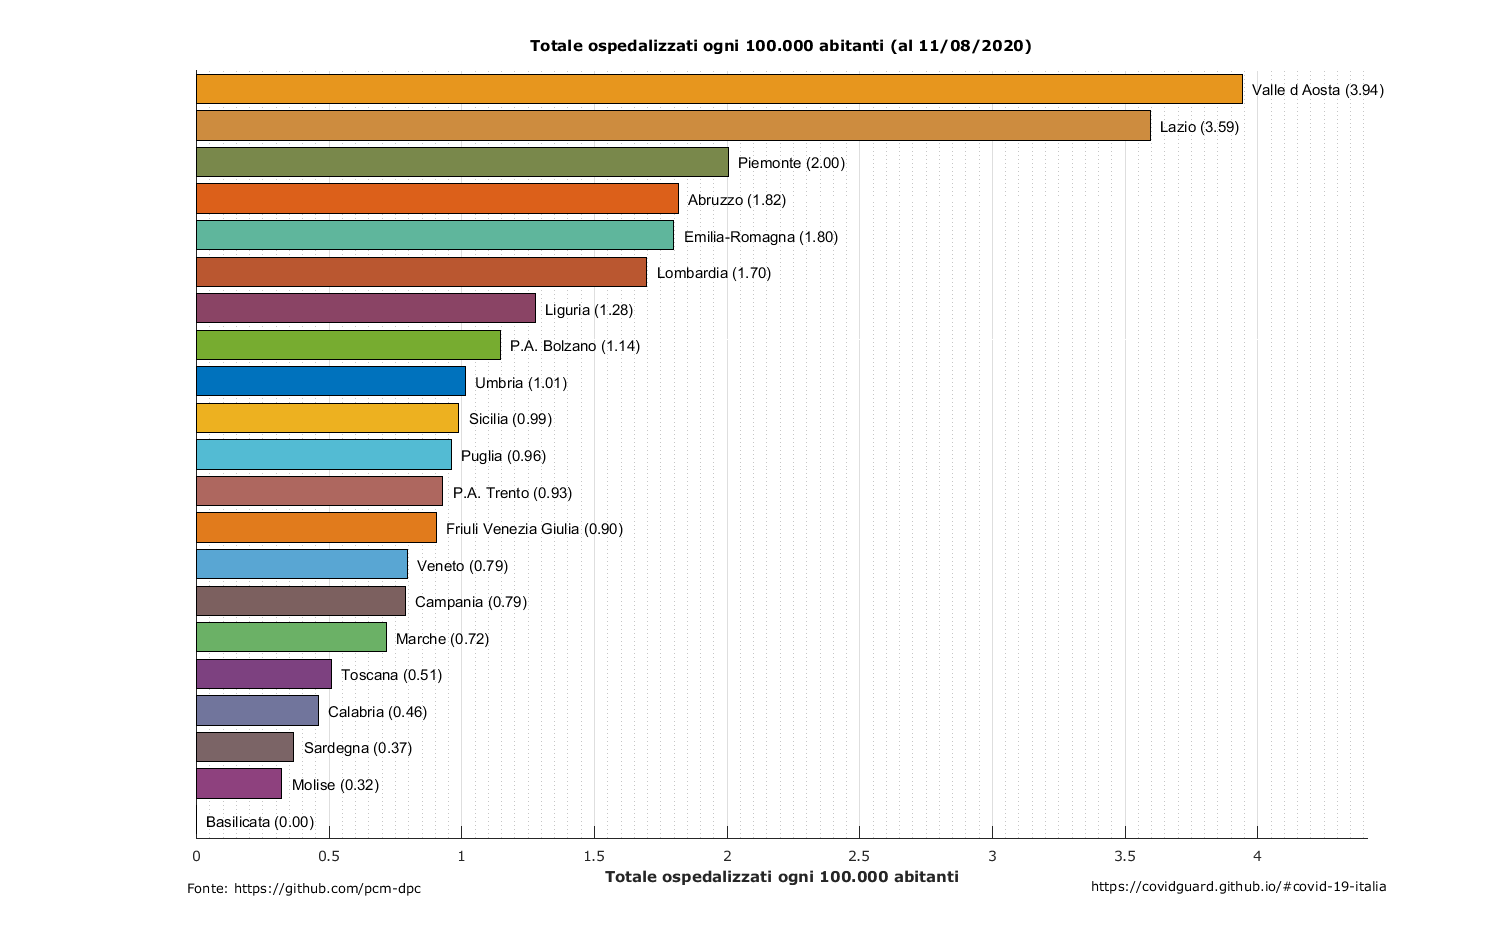 Totale ospedalizzati ogni 100.000 abitanti (al 11/08/2020)
Valle d Aosta (3.94)
Lazio (3.59)
Piemonte (2.00)
Abruzzo (1.82)
Emilia-Romagna (1.80)
Lombardia (1.70)
Liguria (1.28)
P.A. Bolzano (1.14)
Umbria (1.01)
Sicilia (0.99)
Puglia (0.96)
P.A. Trento (0.93)
Friuli Venezia Giulia (0.90)
Veneto (0.79)
Campania (0.79)
Marche (0.72)
Toscana (0.51)
Calabria (0.46)
Sardegna (0.37)
Molise (0.32)
Basilicata (0.00)
0 0.5 1 1.5 2 2.5 3 3.5 4
Totale ospedalizzati ogni 100.000 abitanti
Fonte: https://github.com/pcm-dpc
https://covidguard.github.io/#covid-19-italia